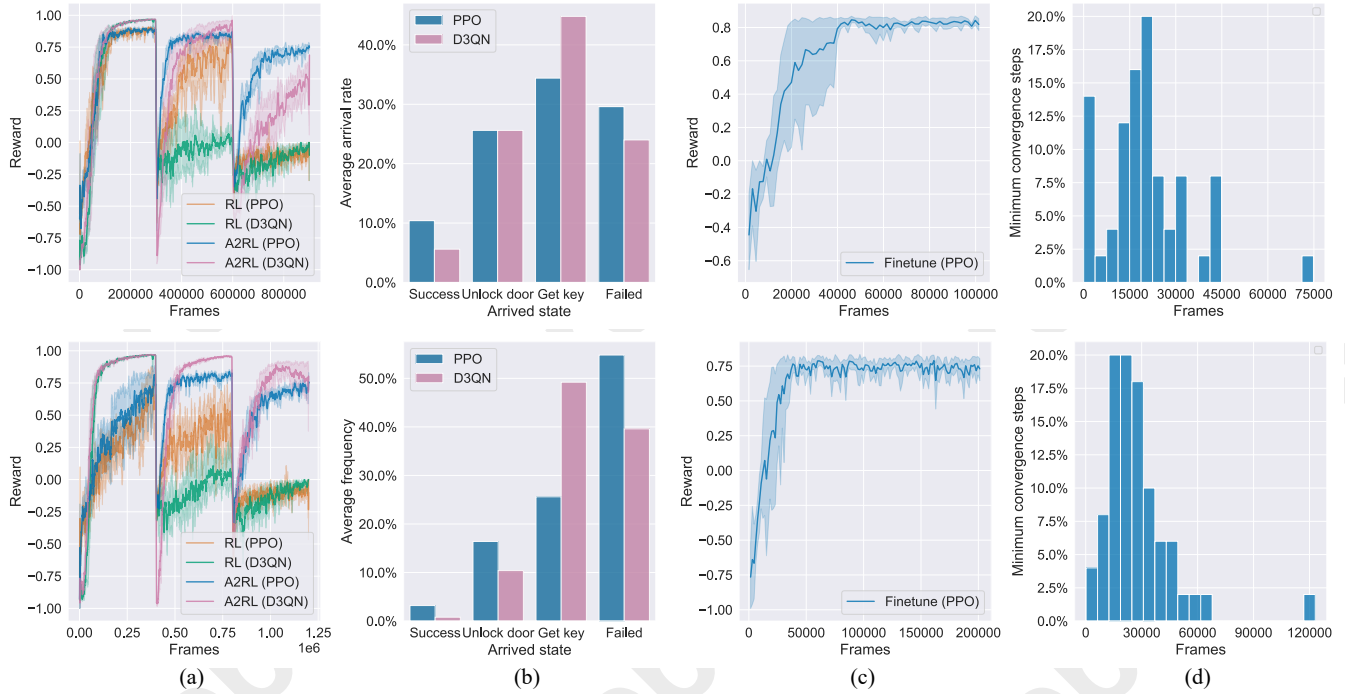 1.00
0.75
0.50
0.25
0.00
−0.25
−0.50
−0.75
−1.00
Reward
RL (PPO)
RL (D3QN)
A2RL (PPO)
A2RL (D3QN)
0 200000 400000 600000 800000
Frames
PPO
D3QN
40.0%
30.0%
20.0%
10.0%
0.0%
Average arrival rate
Success Unlock door Get key Failed
Arrived state
0.8
0.6
0.4
0.2
0.0
−0.2
−0.4
−0.6
Reward
Finetune (PPO)
0 20000 40000 60000 80000 100000
Frames
20.0%
17.5%
15.0%
12.5%
10.0%
7.5%
5.0%
2.5%
0.0%
Minimum convergence steps
0 15000 30000 45000 60000 75000
Frames
1.00
0.75
0.50
0.25
0.00
−0.25
−0.50
−0.75
−1.00
Reward
RL (PPO)
RL (D3QN)
A2RL (PPO)
A2RL (D3QN)
0.00 0.25 0.50 0.75 1.00 1.25
1e6
Frames
PPO
D3QN
50.0%
40.0%
30.0%
20.0%
10.0%
0.0%
Average frequency
Success Unlock door Get key Failed
Arrived state
0.75
0.50
0.25
0.00
−0.25
−0.50
−0.75
−1.00
Reward
Finetune (PPO)
0 50000 100000 150000 200000
Frames
20.0%
17.5%
15.0%
12.5%
10.0%
7.5%
5.0%
2.5%
0.0%
Minimum convergence steps
0 30000 60000 90000 120000
Frames
(a) (b) (c) (d)